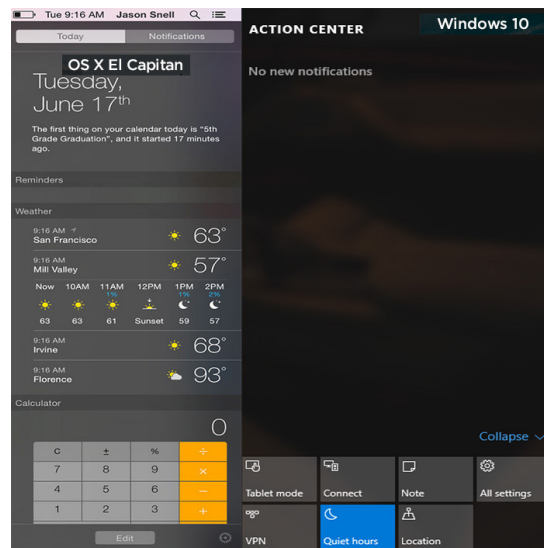 Tue 9:16 AM Jason Snell
Today Notifications
OS X El Capitan
Tuesday,
June 17th
The first thing on your calendar today is "5th
Grade Graduation", and it started 17 minutes
ago.
Reminders
Weather
9:16 AM
San Francisco 63°
9:16 AM
Mill Valley 57°
Now 10AM 11AM 12PM 1PM 2PM
1% 1% 2%
63 63 61 Sunset 59 57
9:16 AM
Irvine 68°
9:16 AM
Florence 93°
Calculator
0
C ± % ÷
7 8 9 ×
4 5 6 −
1 2 3 +
Edit
ACTION CENTER
Windows 10
No new notifications
Collapse
Tablet mode Connect Note All settings
VPN Quiet hours Location